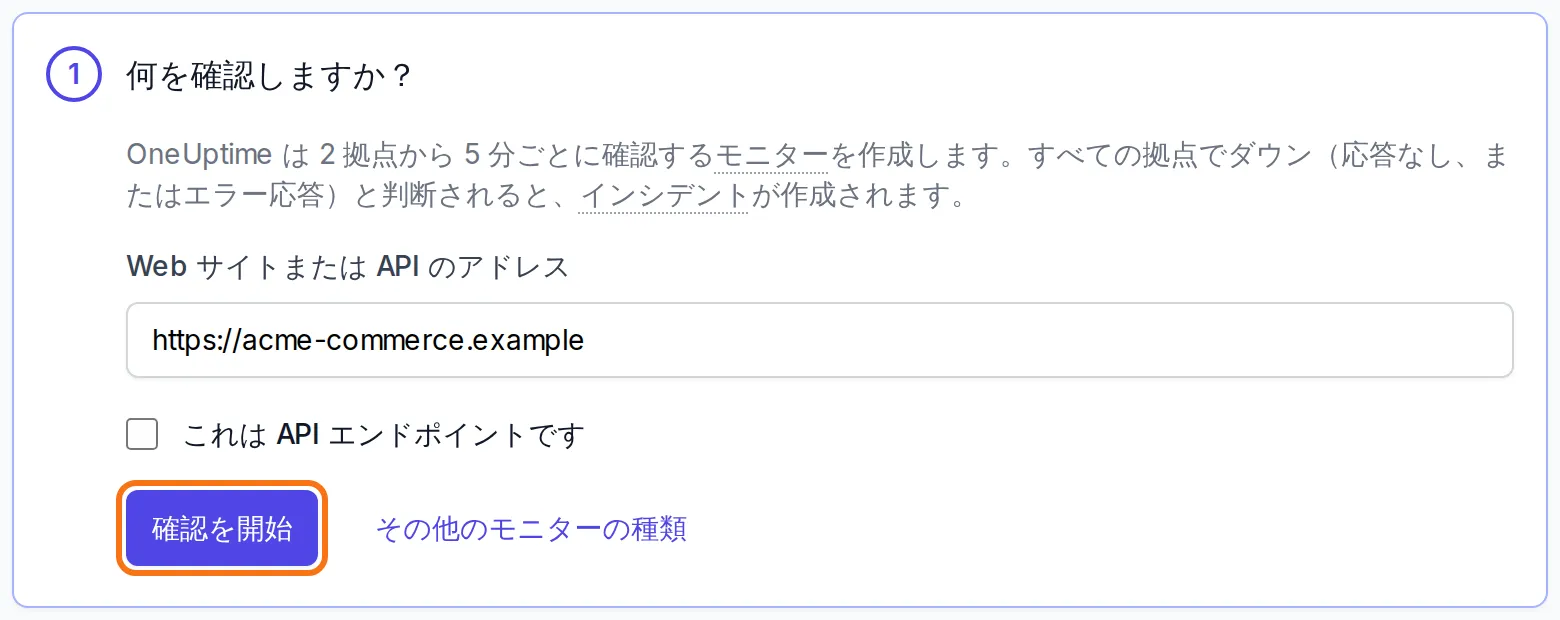 1
何を確認しますか？
OneUptime は 2 拠点から 5 分ごとに確認するモニターを作成します。すべての拠点でダウン（応答なし、ま
たはエラー応答）と判断されると、インシデントが作成されます。
Web サイトまたは API のアドレス
https://acme-commerce.example
これは API エンドポイントです
確認を開始
その他のモニターの種類